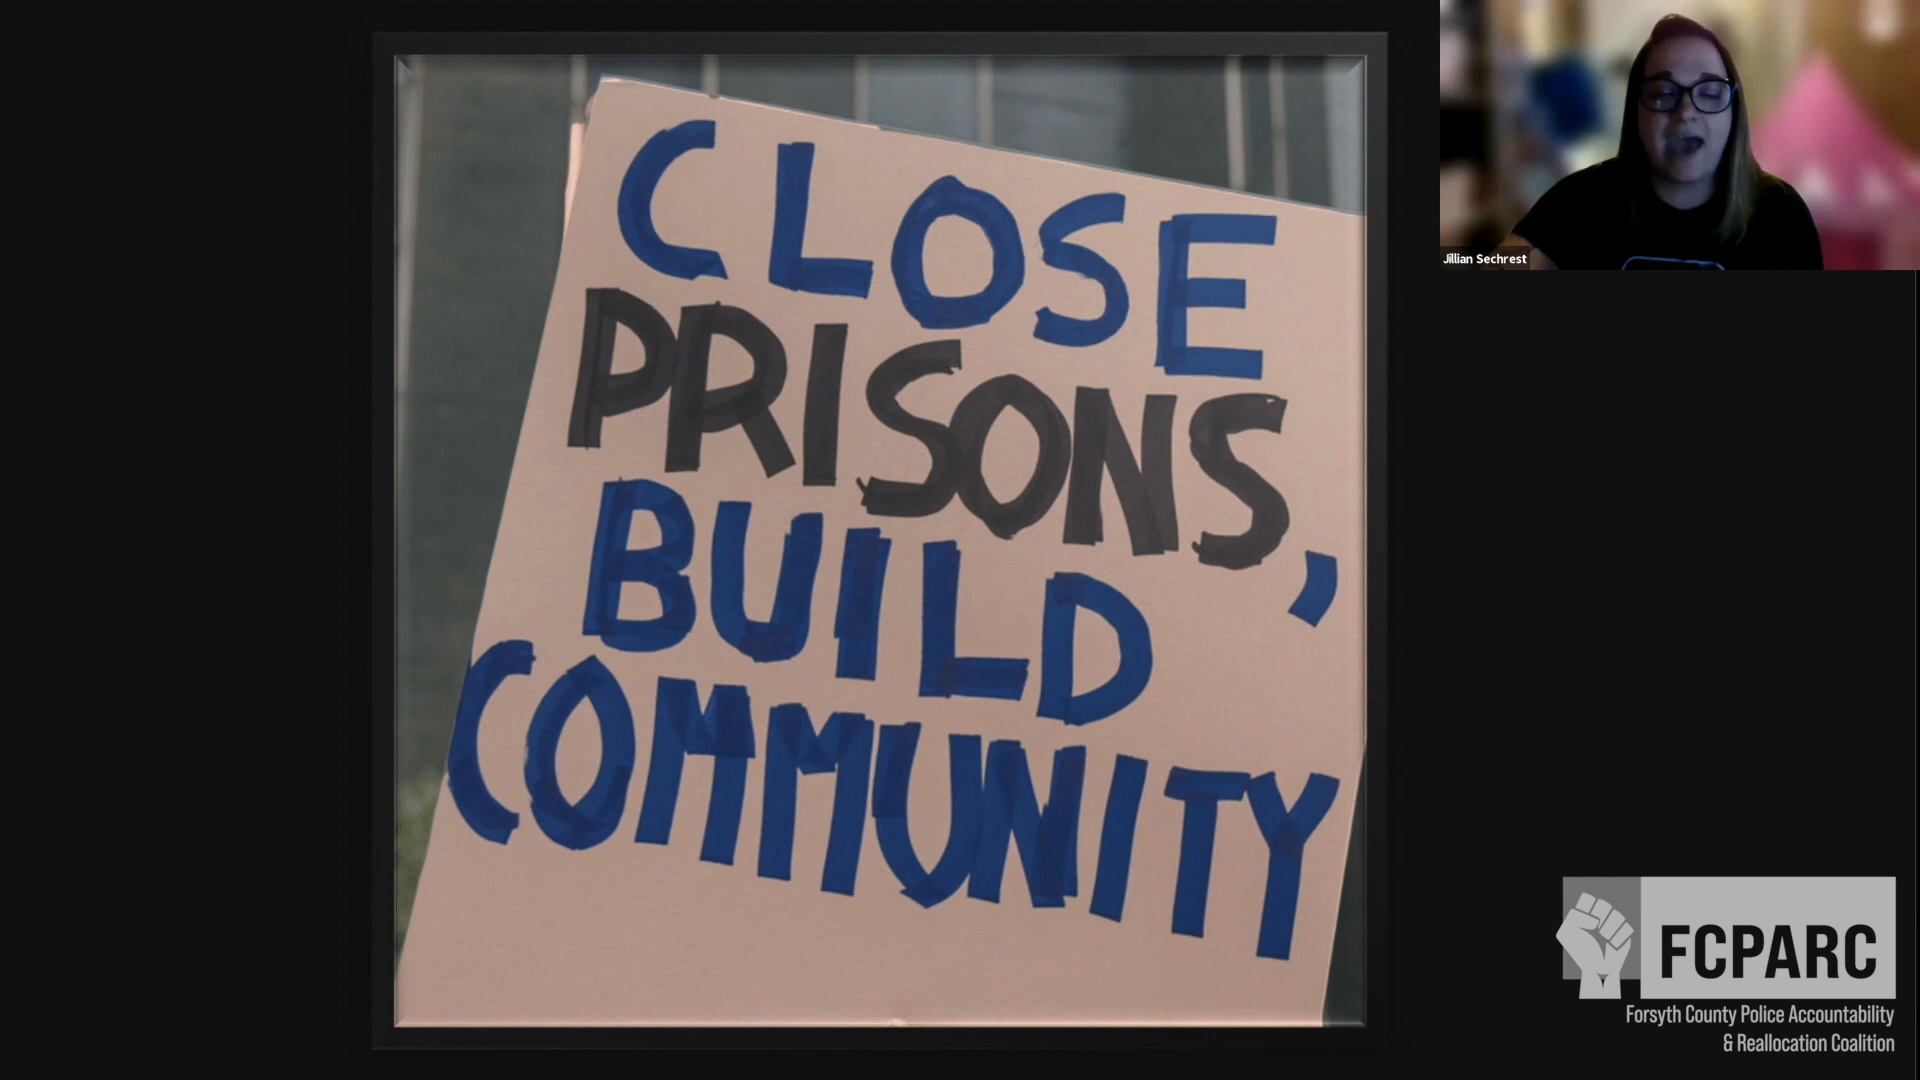 CLOSE
PRISONS,
BUILD
COMMUNITY
Jillian Sechrest
FCPARC
Forsyth County Police Accountability
& Reallocation Coalition